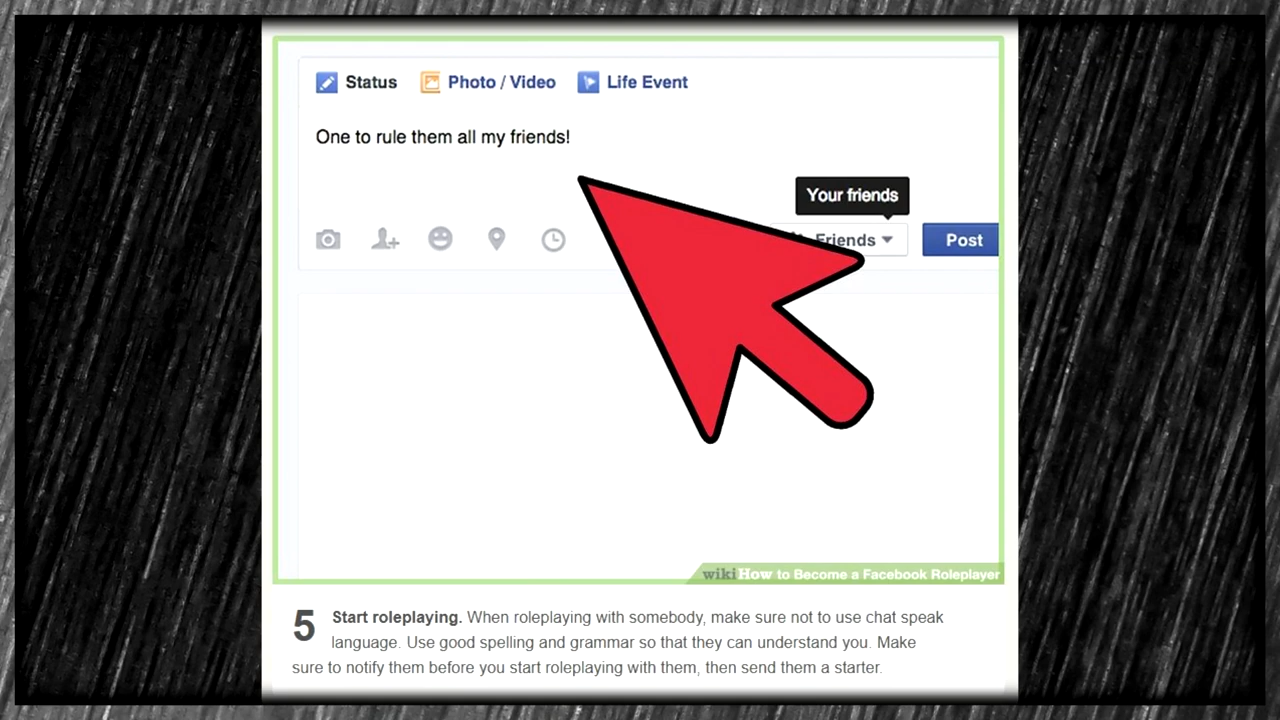 Status Photo / Video Life Event
One to rule them all my friends!
Your friends
Friends Post
wikiHow to Become a Facebook Roleplayer
5 Start roleplaying. When roleplaying with somebody, make sure not to use chat speak
language. Use good spelling and grammar so that they can understand you. Make
sure to notify them before you start roleplaying with them, then send them a starter.